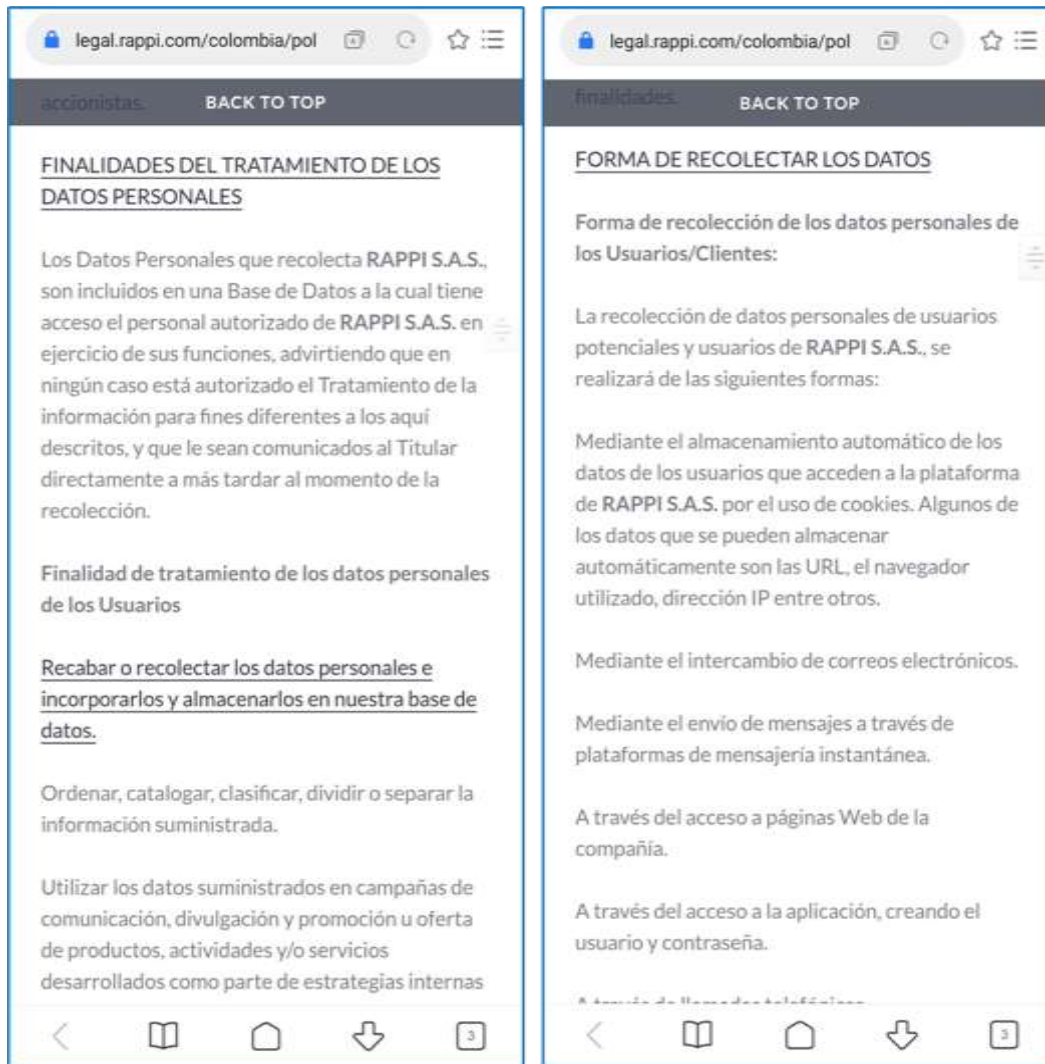 legal.rappi.com/colombia/pol
accionistas.
BACK TO TOP
FINALIDADES DEL TRATAMIENTO DE LOS
DATOS PERSONALES
Los Datos Personales que recolecta RAPPI S.A.S.,
son incluidos en una Base de Datos a la cual tiene
acceso el personal autorizado de RAPPI S.A.S. en
ejercicio de sus funciones, advirtiendo que en
ningún caso está autorizado el Tratamiento de la
información para fines diferentes a los aquí
descritos, y que le sean comunicados al Titular
directamente a más tardar al momento de la
recolección.
Finalidad de tratamiento de los datos personales
de los Usuarios
Recabar o recolectar los datos personales e
incorporarlos y almacenarlos en nuestra base de
datos.
Ordenar, catalogar, clasificar, dividir o separar la
información suministrada.
Utilizar los datos suministrados en campañas de
comunicación, divulgación y promoción u oferta
de productos, actividades y/o servicios
desarrollados como parte de estrategias internas
3
legal.rappi.com/colombia/pol
finalidades.
BACK TO TOP
FORMA DE RECOLECTAR LOS DATOS
Forma de recolección de los datos personales de
los Usuarios/Clientes:
La recolección de datos personales de usuarios
potenciales y usuarios de RAPPI S.A.S., se
realizará de las siguientes formas:
Mediante el almacenamiento automático de los
datos de los usuarios que acceden a la plataforma
de RAPPI S.A.S. por el uso de cookies. Algunos de
los datos que se pueden almacenar
automáticamente son las URL, el navegador
utilizado, dirección IP entre otros.
Mediante el intercambio de correos electrónicos.
Mediante el envío de mensajes a través de
plataformas de mensajería instantánea.
A través del acceso a páginas Web de la
compañía.
A través del acceso a la aplicación, creando el
usuario y contraseña.
A través de llamadas telefónicas
3